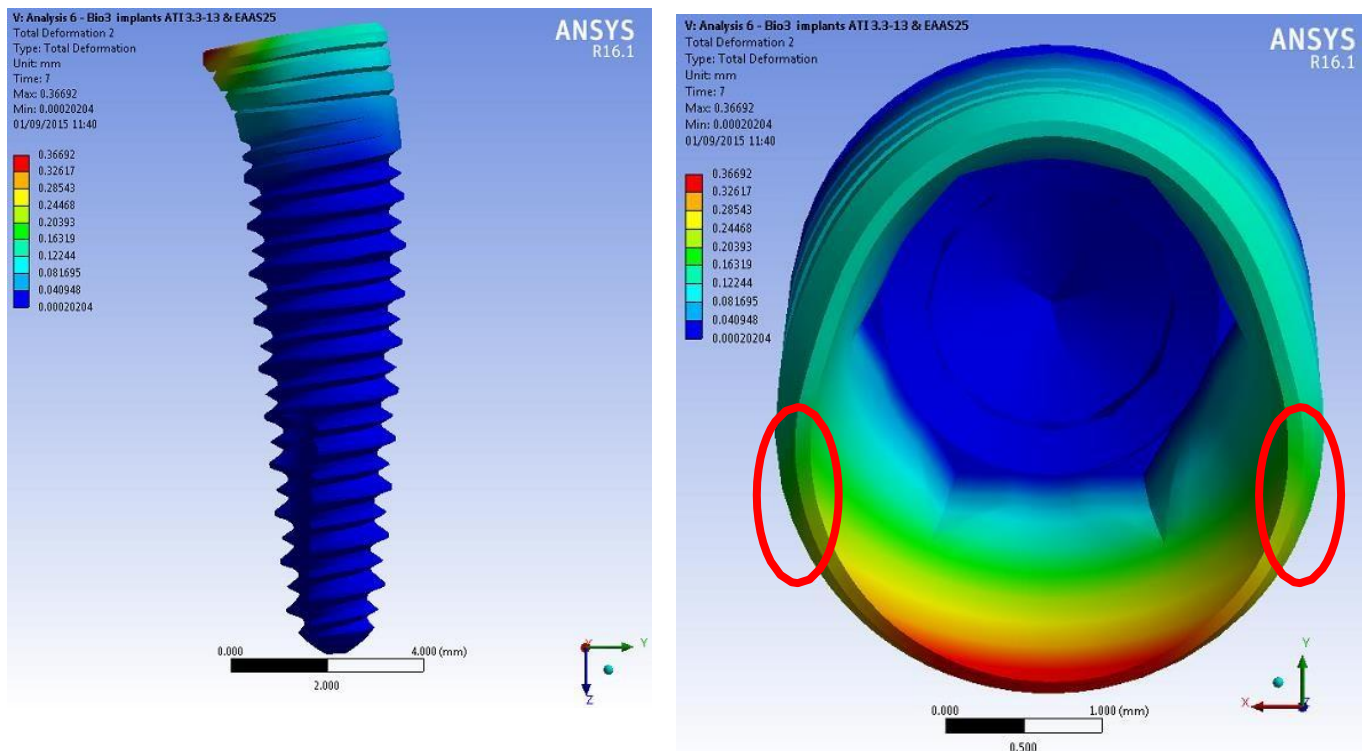 V: Analysis 6 - Bio3 implants ATI 3.3-13 & EAAS25
Total Deformation 2
Type: Total Deformation
Unit: mm
Time: 7
Max: 0.36692
Min: 0.00020204
01/09/2015 11:40
ANSYS
R16.1
0.36692
0.32617
0.28543
0.24468
0.20393
0.16319
0.12244
0.081695
0.040948
0.00020204
0.000
4.000 (mm)
2.000
X
Y
Z
V: Analysis 6 - Bio3 implants ATI 3.3-13 & EAAS25
Total Deformation 2
Type: Total Deformation
Unit: mm
Time: 7
Max: 0.36692
Min: 0.00020204
01/09/2015 11:40
ANSYS
R16.1
0.36692
0.32617
0.28543
0.24468
0.20393
0.16319
0.12244
0.081695
0.040948
0.00020204
0.000
1.000 (mm)
0.500
Y
X
Z